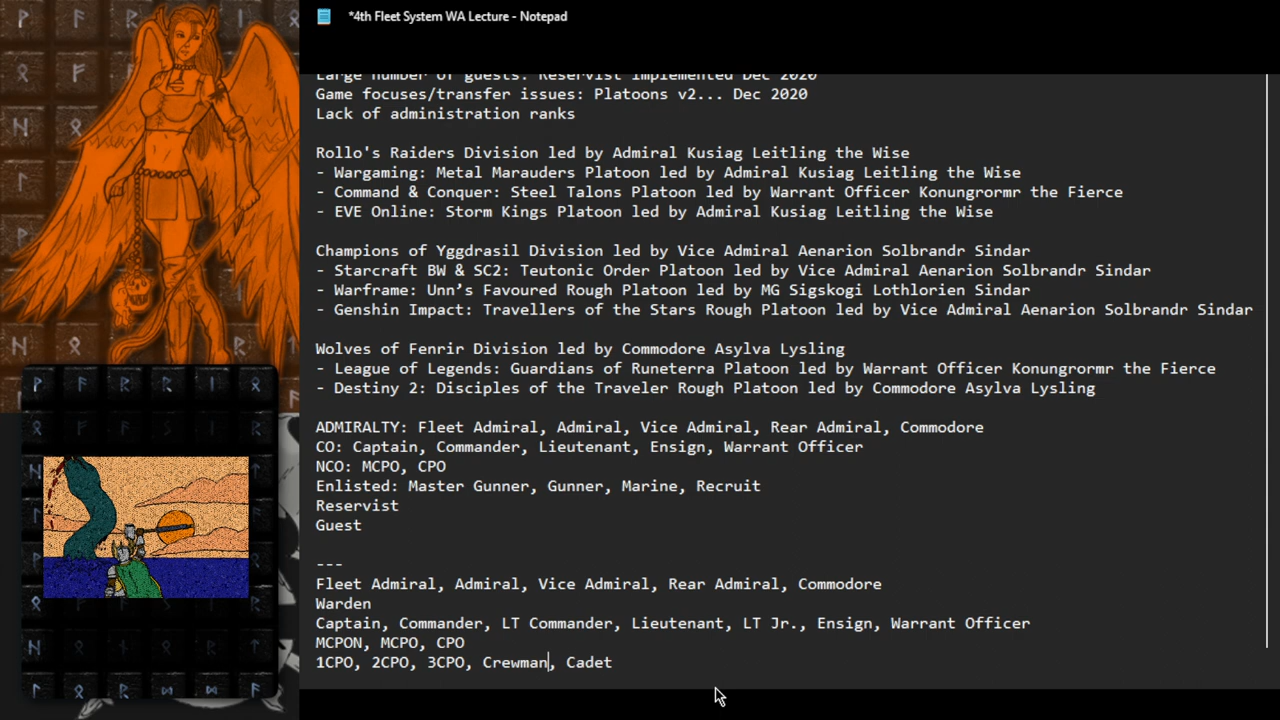 *4th Fleet System WA Lecture - Notepad
Large number of guests: Reservist implemented Dec 2020
Game focuses/transfer issues: Platoons v2... Dec 2020
Lack of administration ranks
Rollo's Raiders Division led by Admiral Kusiag Leitling the Wise
- Wargaming: Metal Marauders Platoon led by Admiral Kusiag Leitling the Wise
- Command & Conquer: Steel Talons Platoon led by Warrant Officer Konungrormr the Fierce
- EVE Online: Storm Kings Platoon led by Admiral Kusiag Leitling the Wise
Champions of Yggdrasil Division led by Vice Admiral Aenarion Solbrandr Sindar
- Starcraft BW & SC2: Teutonic Order Platoon led by Vice Admiral Aenarion Solbrandr Sindar
- Warframe: Unn’s Favoured Rough Platoon led by MG Sigskogi Lothlorien Sindar
- Genshin Impact: Travellers of the Stars Rough Platoon led by Vice Admiral Aenarion Solbrandr Sindar
Wolves of Fenrir Division led by Commodore Asylva Lysling
- League of Legends: Guardians of Runeterra Platoon led by Warrant Officer Konungrormr the Fierce
- Destiny 2: Disciples of the Traveler Rough Platoon led by Commodore Asylva Lysling
ADMIRALTY: Fleet Admiral, Admiral, Vice Admiral, Rear Admiral, Commodore
CO: Captain, Commander, Lieutenant, Ensign, Warrant Officer
NCO: MCPO, CPO
Enlisted: Master Gunner, Gunner, Marine, Recruit
Reservist
Guest
---
Fleet Admiral, Admiral, Vice Admiral, Rear Admiral, Commodore
Warden
Captain, Commander, LT Commander, Lieutenant, LT Jr., Ensign, Warrant Officer
MCPON, MCPO, CPO
1CPO, 2CPO, 3CPO, Crewman, Cadet